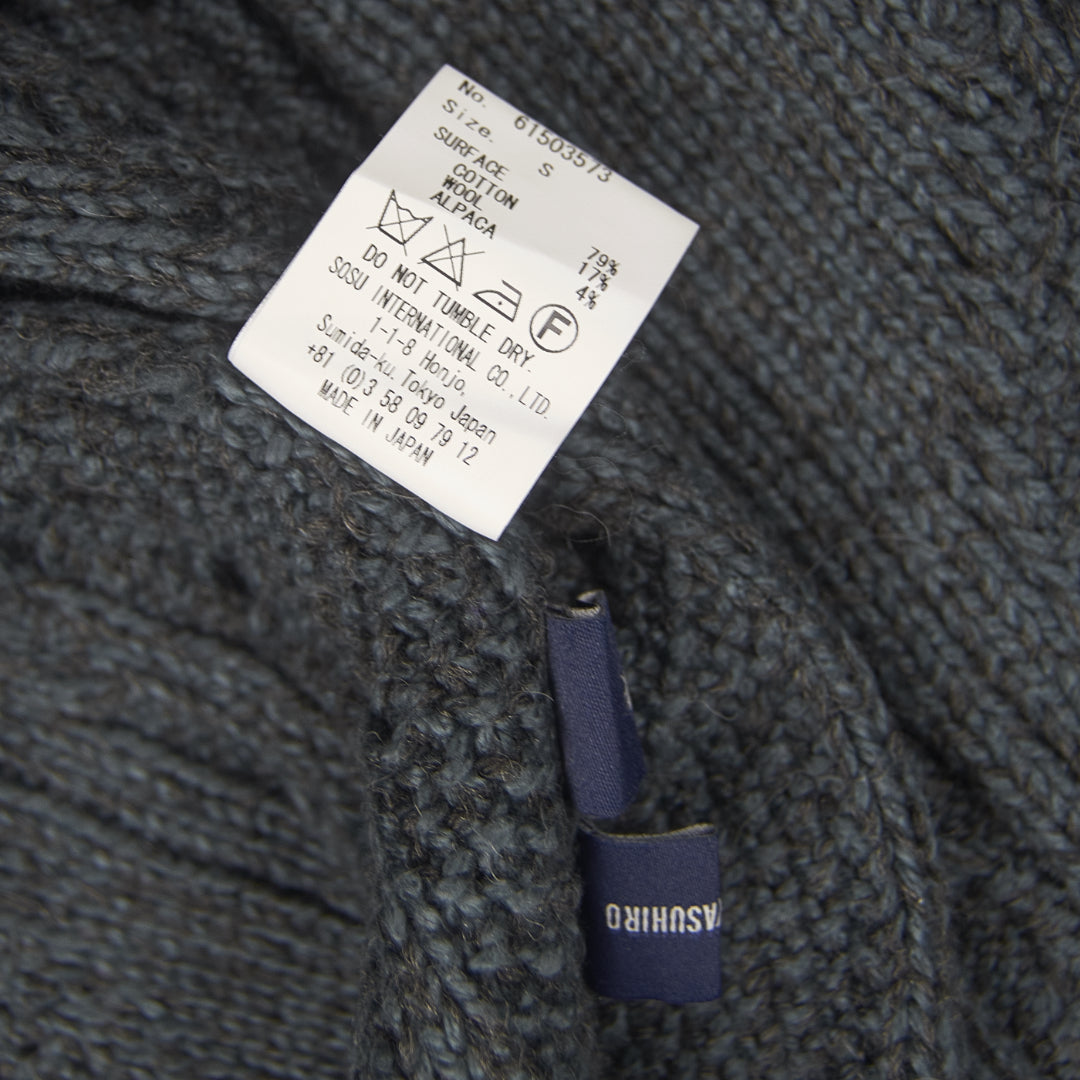 No. 61503573
Size. S
SURFACE
COTTON 79%
WOOL 17%
ALPACA 4%
F
DO NOT TUMBLE DRY.
SOSU INTERNATIONAL CO., LTD.
1-1-8 Honjo,
Sumida-ku, Tokyo Japan
+81 (0)3 58 09 79 12
MADE IN JAPAN
YASUHIRO